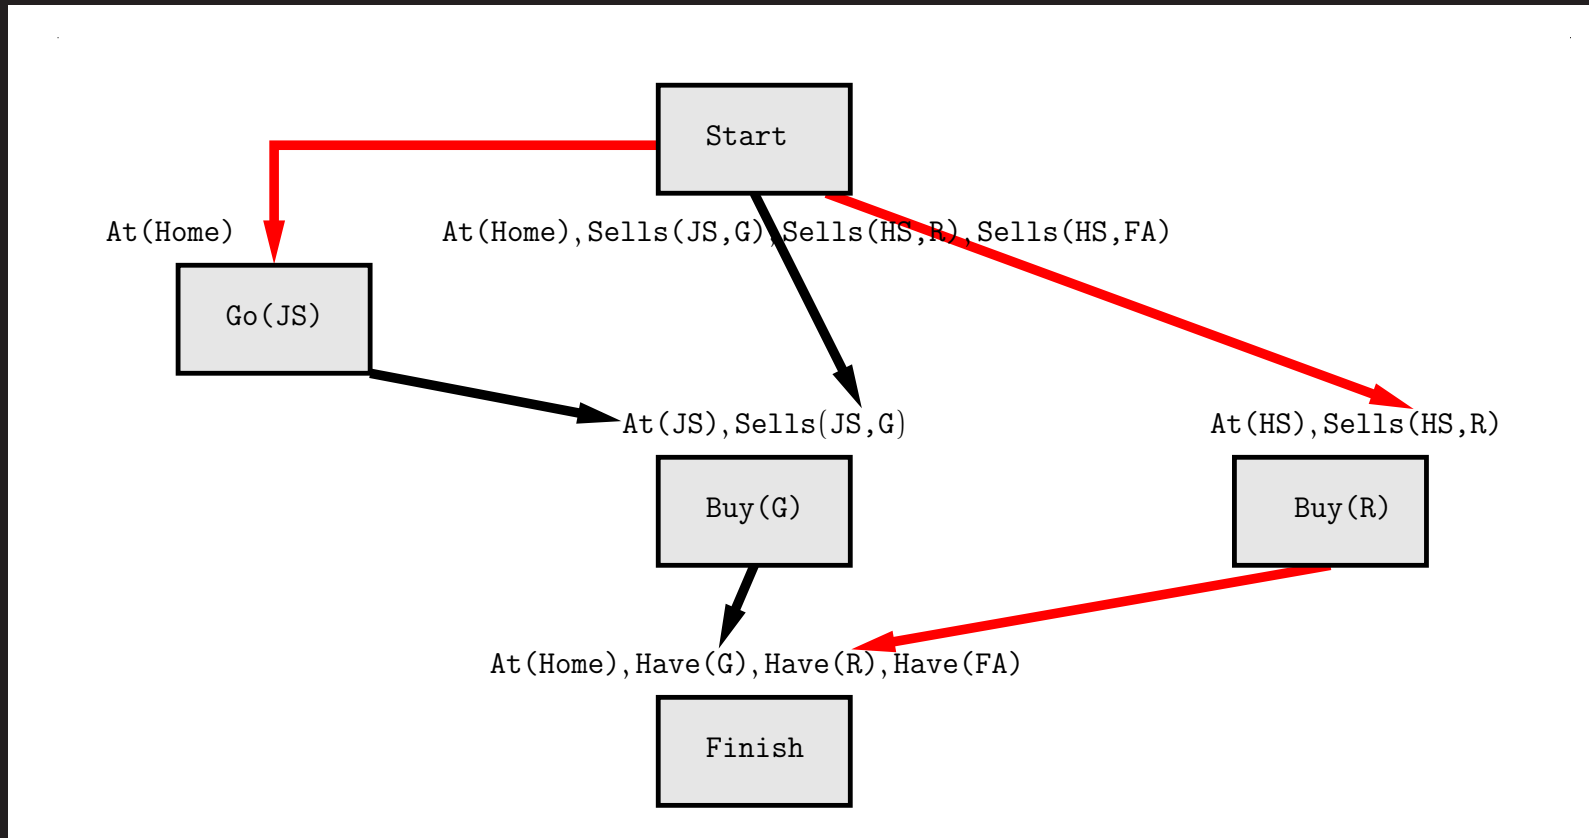 Start
At(Home)
At(Home),Sells(JS,G),Sells(HS,R),Sells(HS,FA)
Go(JS)
At(JS),Sells(JS,G)
At(HS),Sells(HS,R)
Buy(G)
Buy(R)
At(Home),Have(G),Have(R),Have(FA)
Finish